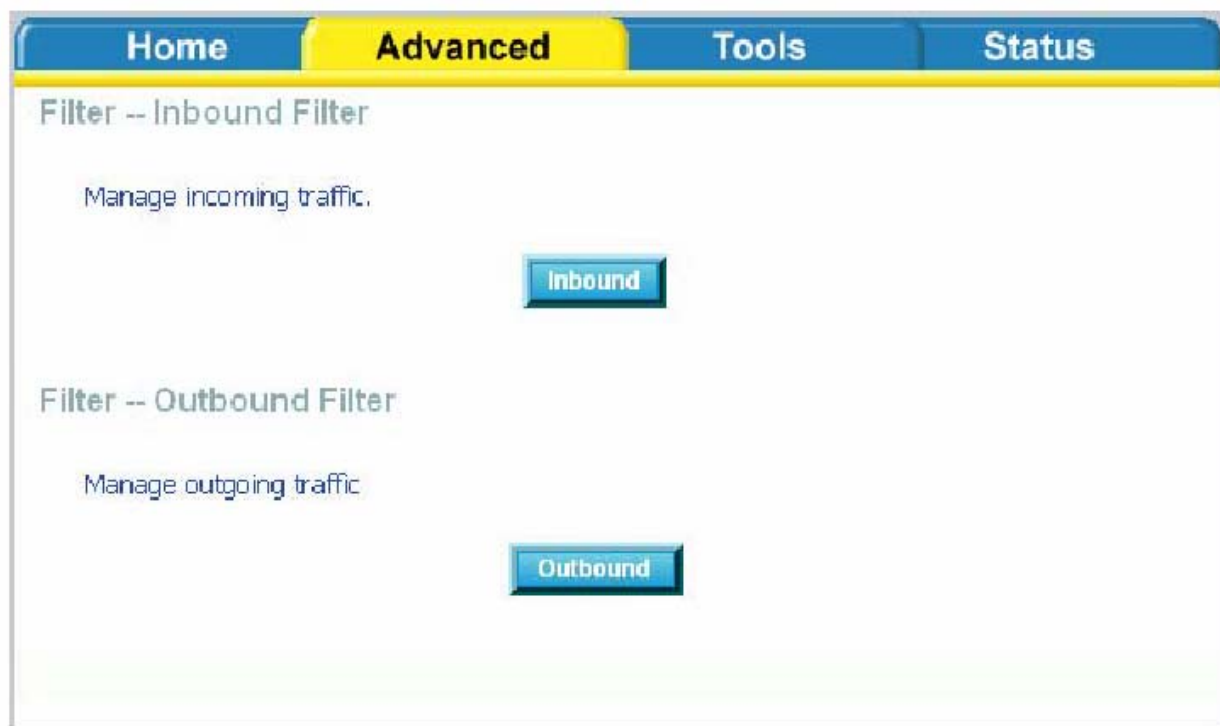 Home Advanced Tools Status
Filter -- Inbound Filter
Manage incoming traffic.
Inbound
Filter -- Outbound Filter
Manage outgoing traffic
Outbound